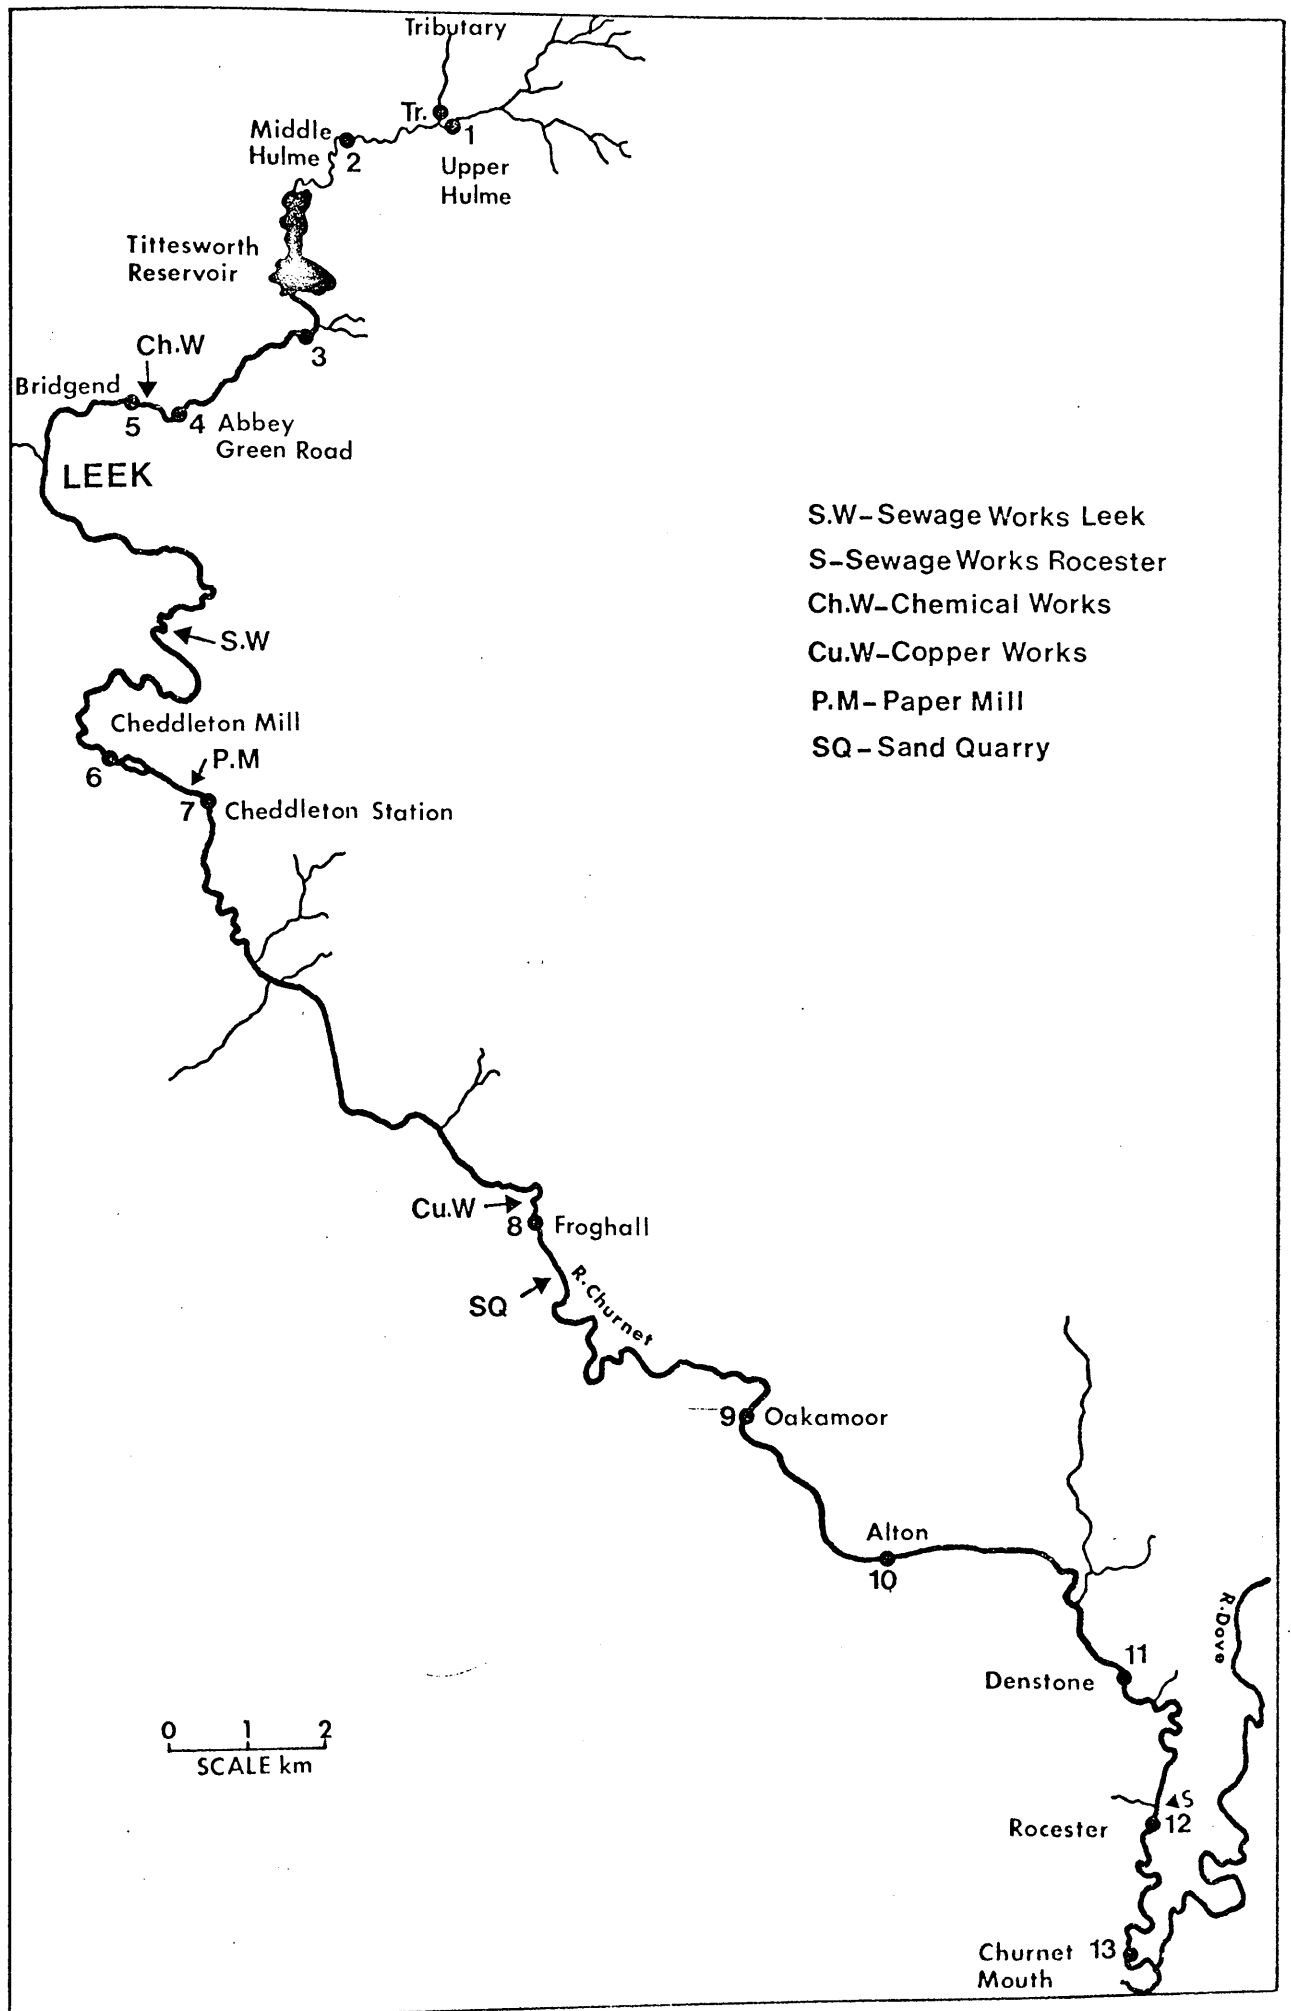 Tributary
Tr.
1
Middle
Hulme
2
Upper
Hulme
Tittesworth
Reservoir
3
Ch.W
Bridgend
5
4
Abbey
Green Road
LEEK
S.W–Sewage Works Leek
S–Sewage Works Rocester
Ch.W–Chemical Works
Cu.W–Copper Works
P.M–Paper Mill
SQ–Sand Quarry
S.W
Cheddleton Mill
P.M
6
7
Cheddleton Station
Cu.W
8
Froghall
SQ
R.Churnet
9
Oakamoor
Alton
10
R.Dove
11
Denstone
0 1 2
SCALE km
S
Rocester
12
Churnet
Mouth
13